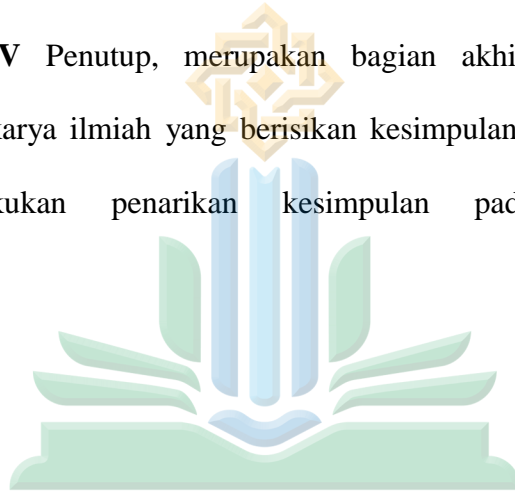 V Penutup, merupakan bagian akhi
karya ilmiah yang berisikan kesimpulan
kukan penarikan kesimpulan pad